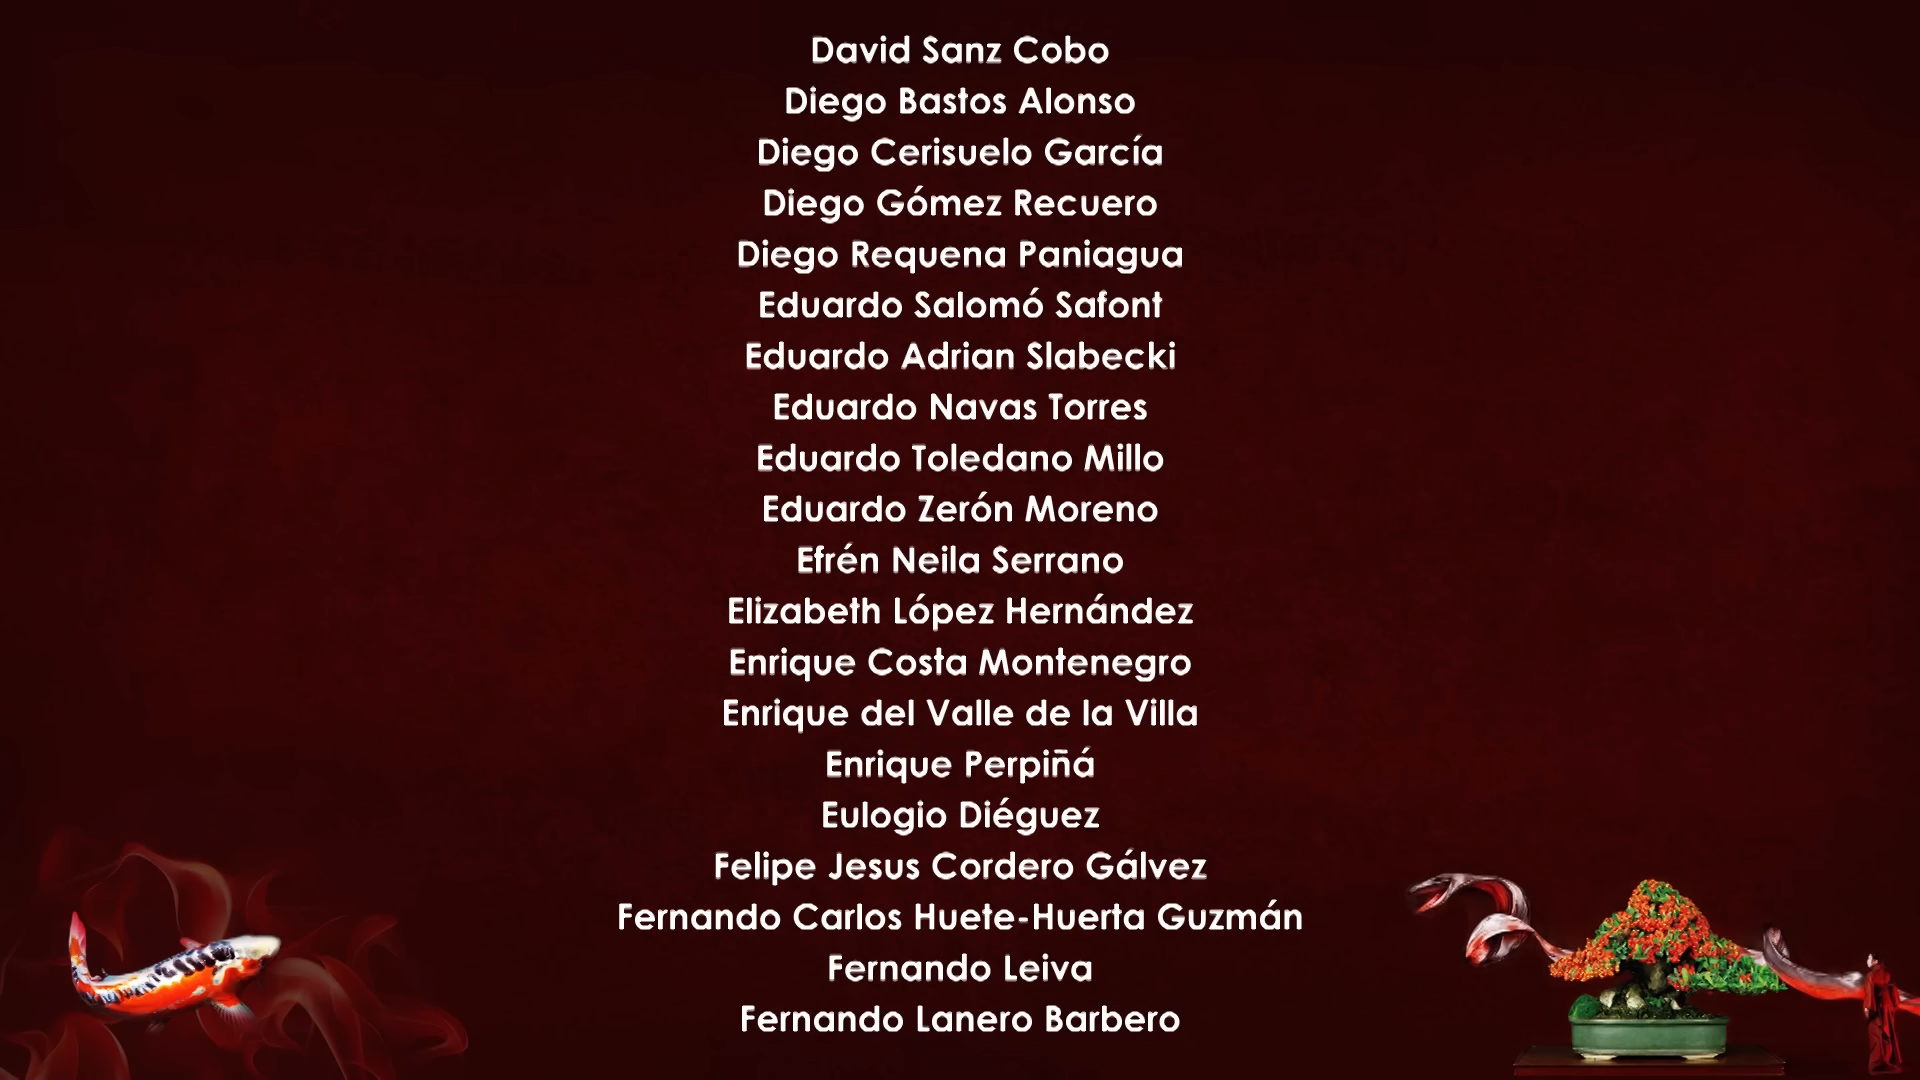 David Sanz Cobo
Diego Bastos Alonso
Diego Cerisuelo García
Diego Gómez Recuero
Diego Requena Paniagua
Eduardo Salomó Safont
Eduardo Adrian Slabecki
Eduardo Navas Torres
Eduardo Toledano Millo
Eduardo Zerón Moreno
Efrén Neila Serrano
Elizabeth López Hernández
Enrique Costa Montenegro
Enrique del Valle de la Villa
Enrique Perpiñá
Eulogio Diéguez
Felipe Jesus Cordero Gálvez
Fernando Carlos Huete-Huerta Guzmán
Fernando Leiva
Fernando Lanero Barbero